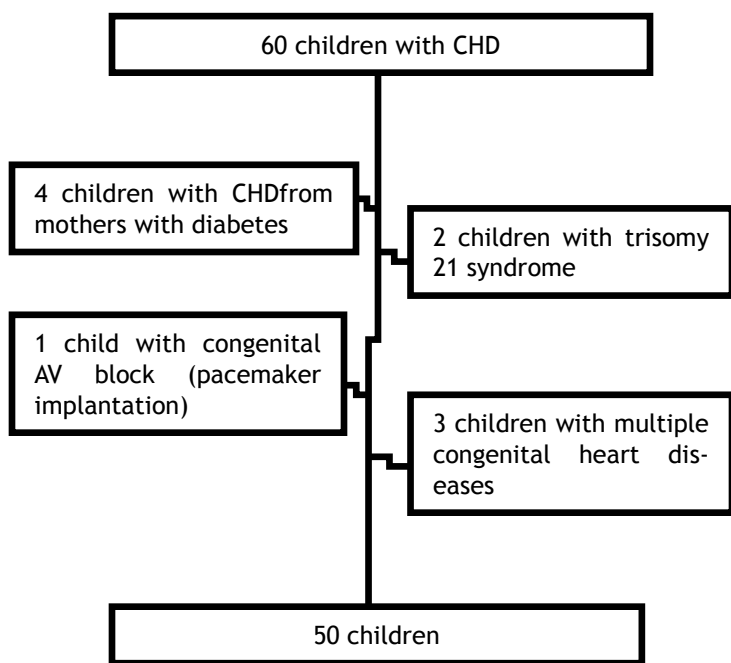 60 children with CHD
4 children with CHDfrom
mothers with diabetes
2 children with trisomy
21 syndrome
1 child with congenital
AV block (pacemaker
implantation)
3 children with multiple
congenital heart dis-
eases
50 children